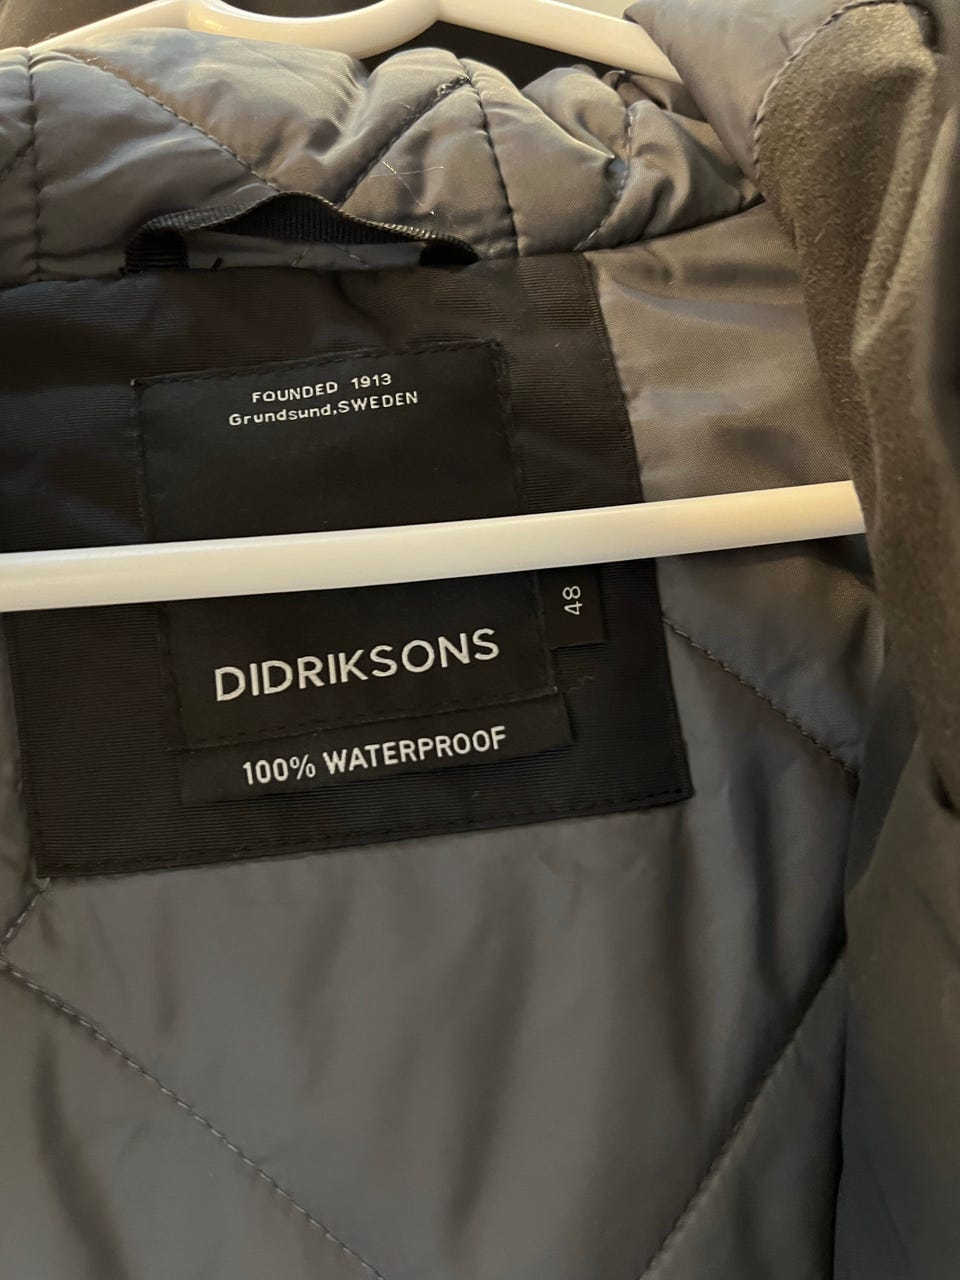 FOUNDED 1913
Grundsund,SWEDEN
48
DIDRIKSONS
100% WATERPROOF